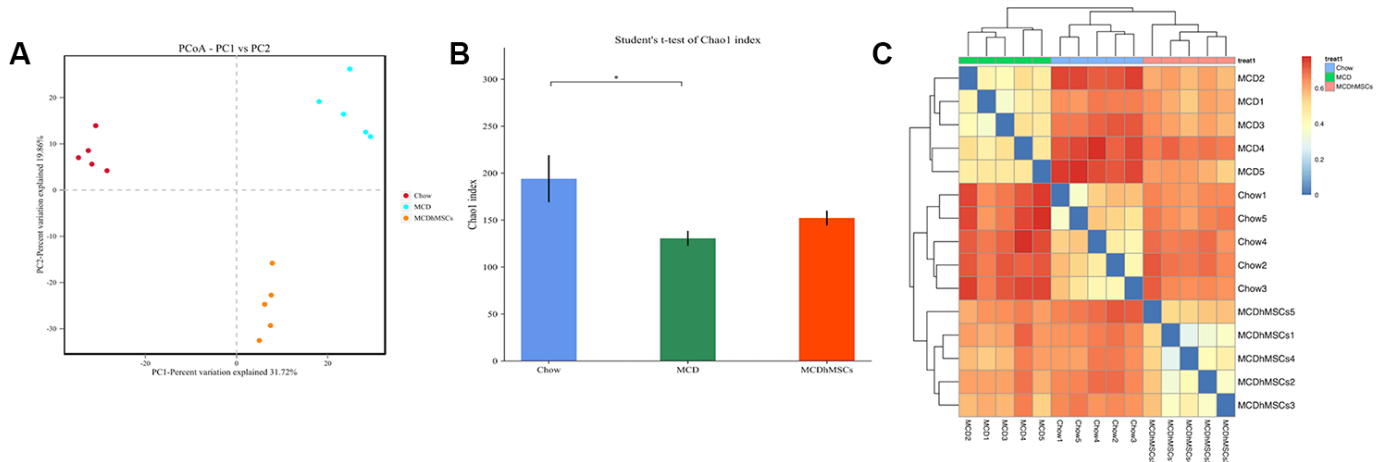 A
PCoA - PC1 vs PC2
PC2-Percent variation explained 19.86%
20
10
0
-10
-20
-30
-20
0
20
PC1-Percent variation explained 31.72%
Chow
MCD
MCDhMSCs
B
Student's t-test of Chao1 index
Chao1 index
300
250
200
150
100
50
0
*
Chow
MCD
MCDhMSCs
C
treat1
MCD2
MCD1
MCD3
MCD4
MCD5
Chow1
Chow5
Chow4
Chow2
Chow3
MCDhMSCs5
MCDhMSCs1
MCDhMSCs4
MCDhMSCs2
MCDhMSCs3
MCD2
MCD1
MCD3
MCD4
MCD5
Chow1
Chow5
Chow4
Chow2
Chow3
0.6
0.4
0.2
0
treat1
Chow
MCD
MCDhMSCs